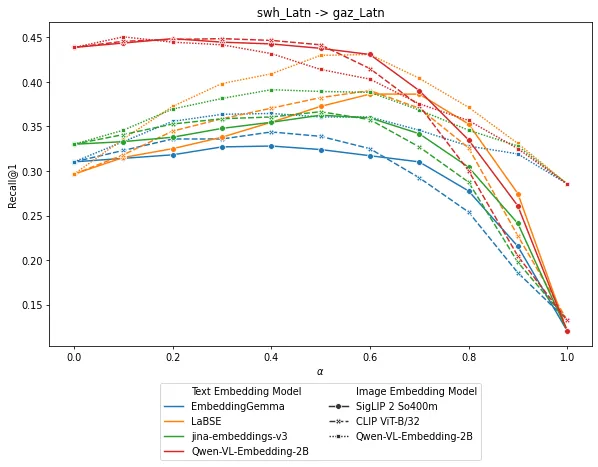 swh_Latn -> gaz_Latn
Recall@1
0.45
0.40
0.35
0.30
0.25
0.20
0.15
0.0 0.2 0.4 0.6 0.8 1.0
α
Text Embedding Model Image Embedding Model
EmbeddingGemma SigLIP 2 So400m
LaBSE CLIP ViT-B/32
jina-embeddings-v3 Qwen-VL-Embedding-2B
Qwen-VL-Embedding-2B